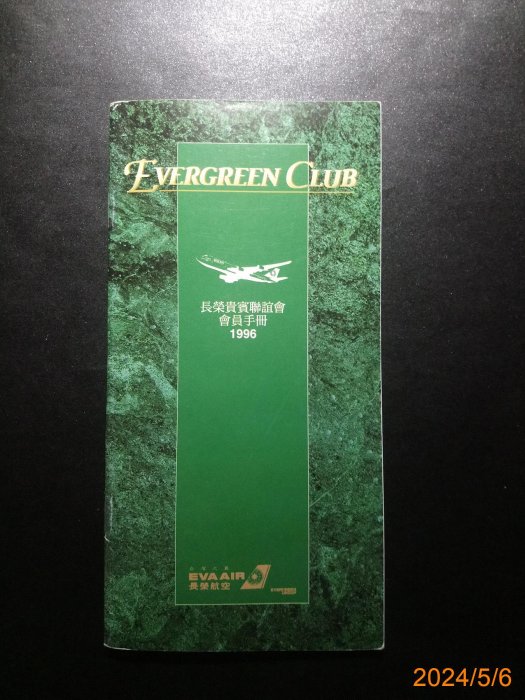 EVERGREEN CLUB
長榮貴賓聯誼會
會員手冊
1996
EVA AIR
長榮航空
2024/5/6